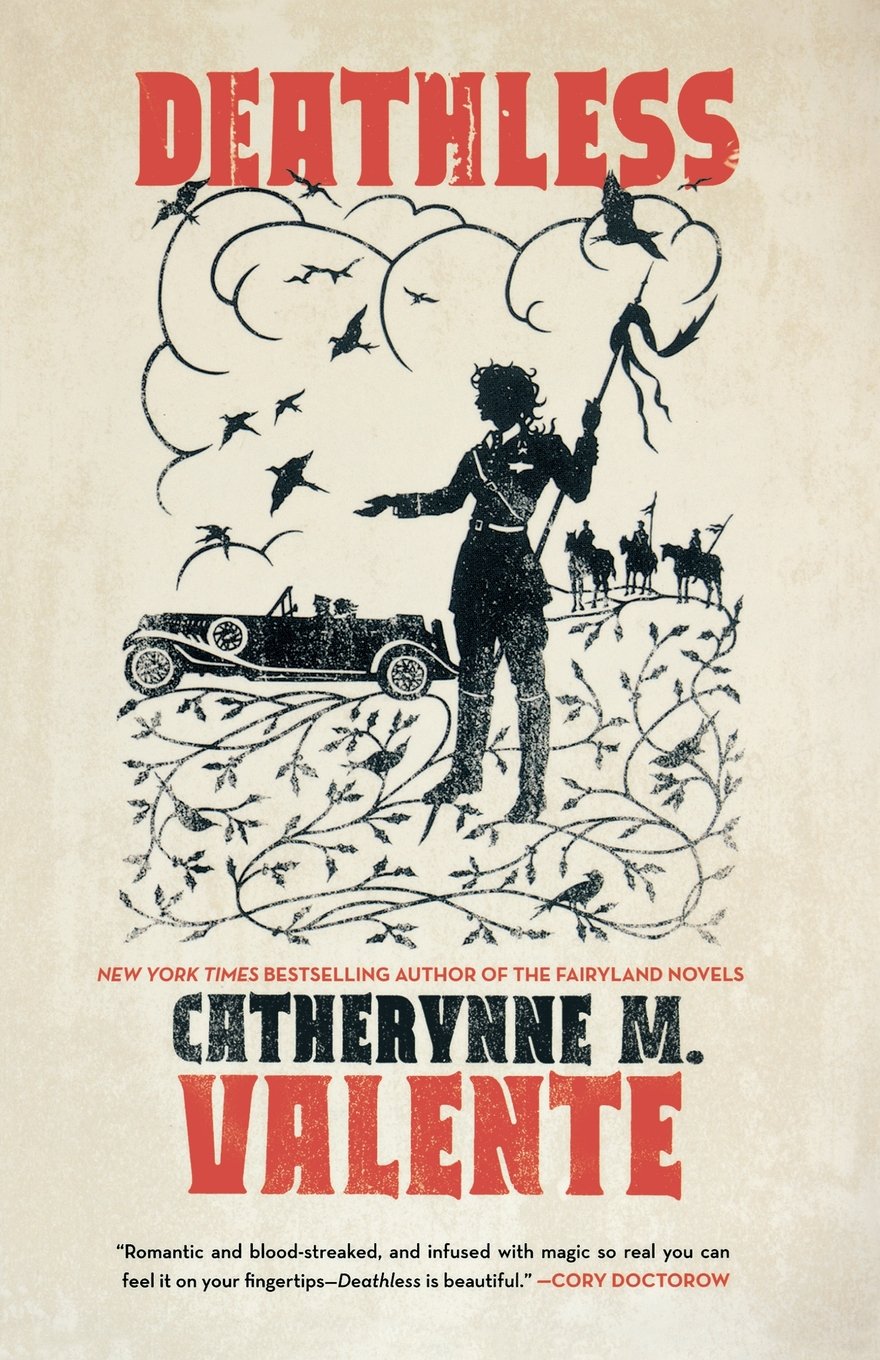 DEATHLESS
NEW YORK TIMES BESTSELLING AUTHOR OF THE FAIRYLAND NOVELS
CATHERYNNE M.
VALENTE
“Romantic and blood-streaked, and infused with magic so real you can
feel it on your fingertips—Deathless is beautiful.” —CORY DOCTOROW